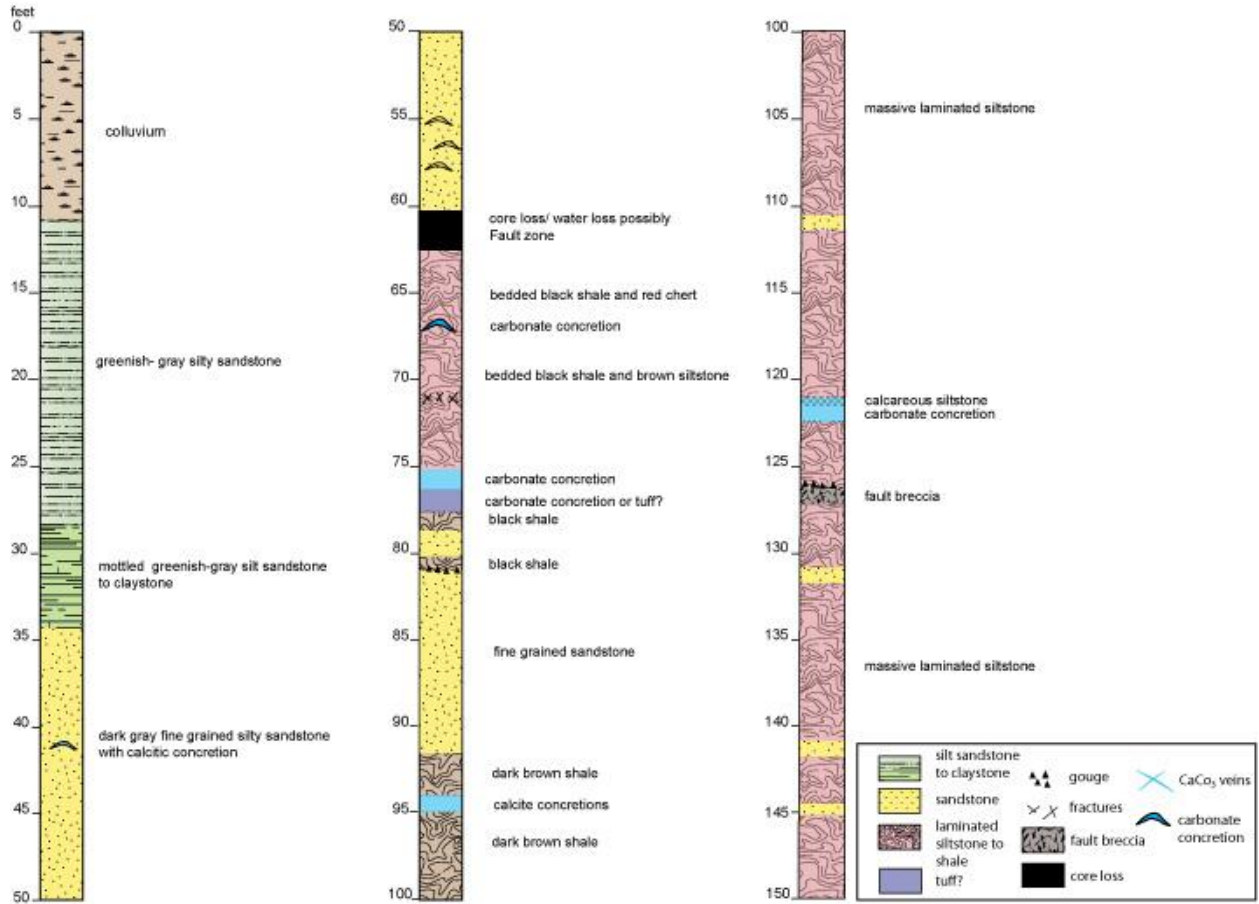 feet
0
5
10
15
20
25
30
35
40
45
50
colluvium
greenish- gray silty sandstone
mottled greenish-gray silt sandstone
to claystone
dark gray fine grained silty sandstone
with calcitic concretion
50
55
60
65
70
75
80
85
90
95
100
core loss/ water loss possibly
Fault zone
bedded black shale and red chert
carbonate concretion
bedded black shale and brown siltstone
carbonate concretion
carbonate concretion or tuff?
black shale
black shale
fine grained sandstone
dark brown shale
calcite concretions
dark brown shale
100
105
110
115
120
125
130
135
140
145
150
massive laminated siltstone
calcareous siltstone
carbonate concretion
fault breccia
massive laminated siltstone
silt sandstone
to claystone
sandstone
laminated
siltstone to
shale
tuff?
gouge
fractures
fault breccia
core loss
CaCo₃ veins
carbonate
concretion